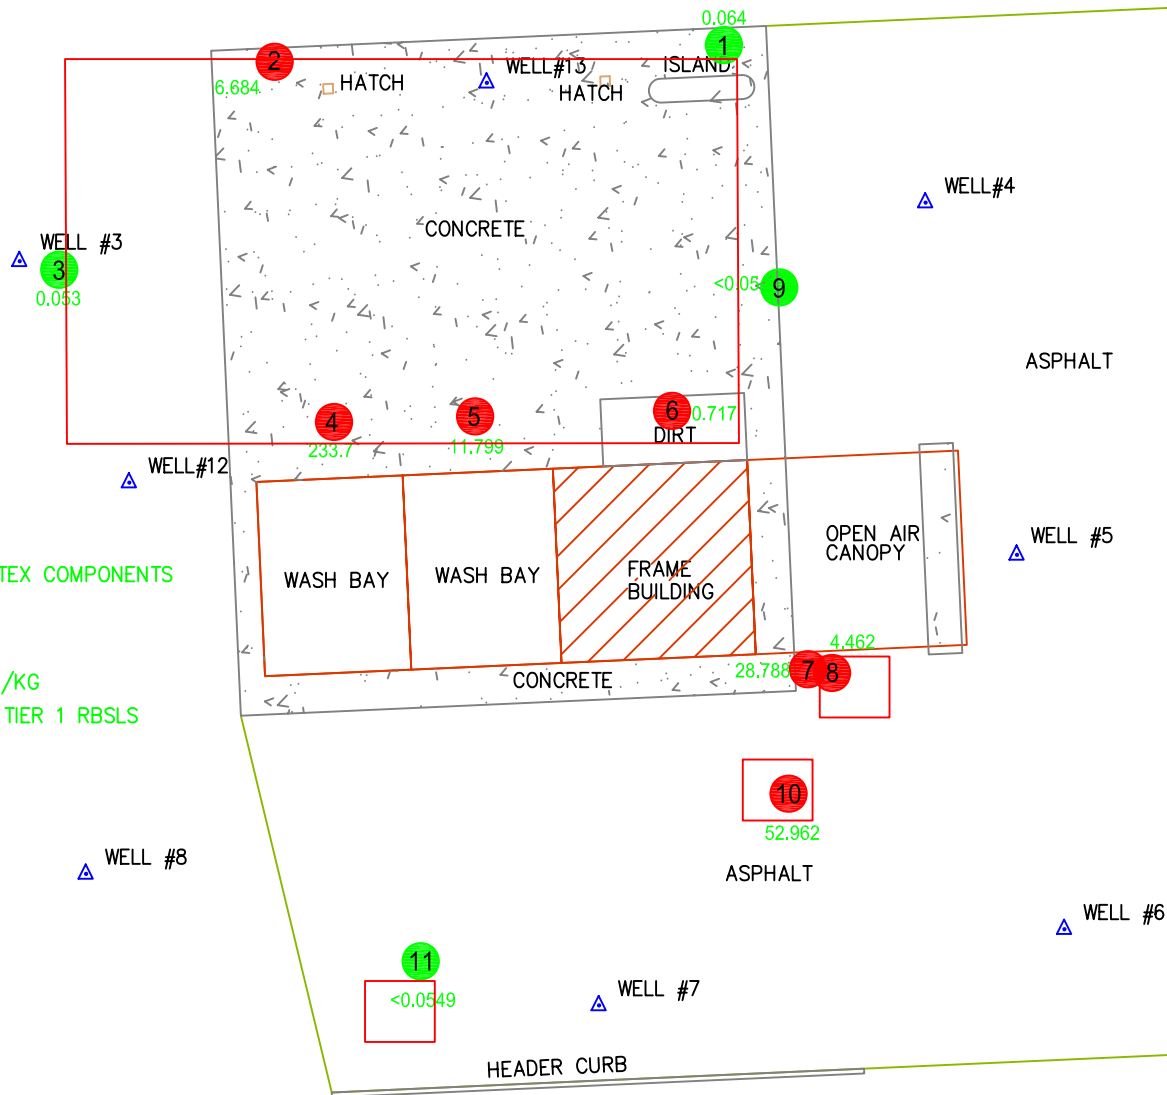 0.064
1
2
WELL#13
ISLAND
HATCH
6.684
HATCH
WELL#4
CONCRETE
WELL #3
3
0.053
9
ASPHALT
4
5
6
0.717
DIRT
233.7
11.799
WELL#12
OPEN AIR
CANOPY
WELL #5
TEX COMPONENTS
WASH BAY
WASH BAY
FRAME
BUILDING
4.462
28.788
7
8
CONCRETE
/KG
TIER 1 RBSLS
10
52.962
ASPHALT
WELL #8
WELL #6
11
<0.0549
WELL #7
HEADER CURB